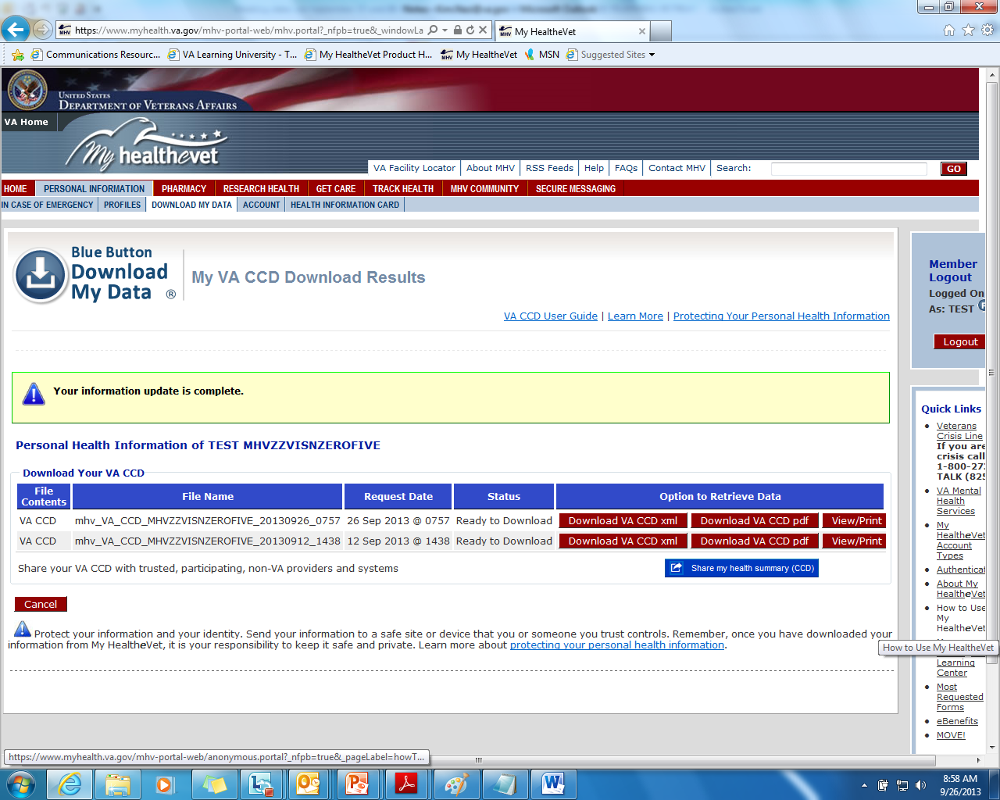 https://www.myhealth.va.gov/mhv-portal-web/mhv.portal?_nfpb=true&_windowLa
MHV My HealtheVet
Communications Resourc... VA Learning University - T... My HealtheVet Product H... MHV My HealtheVet MSN Suggested Sites
UNITED STATES
DEPARTMENT OF VETERANS AFFAIRS
VA Home
My healthevet
VA Facility Locator About MHV RSS Feeds Help FAQs Contact MHV Search: GO
HOME PERSONAL INFORMATION PHARMACY RESEARCH HEALTH GET CARE TRACK HEALTH MHV COMMUNITY SECURE MESSAGING
IN CASE OF EMERGENCY PROFILES DOWNLOAD MY DATA ACCOUNT HEALTH INFORMATION CARD
Blue Button
Download
My Data ®
My VA CCD Download Results
VA CCD User Guide | Learn More | Protecting Your Personal Health Information
Your information update is complete.
Personal Health Information of TEST MHVZZVISNZEROFIVE
Download Your VA CCD
File Contents File Name Request Date Status Option to Retrieve Data
VA CCD mhv_VA_CCD_MHVZZVISNZEROFIVE_20130926_0757 26 Sep 2013 @ 0757 Ready to Download Download VA CCD xml Download VA CCD pdf View/Print
VA CCD mhv_VA_CCD_MHVZZVISNZEROFIVE_20130912_1438 12 Sep 2013 @ 1438 Ready to Download Download VA CCD xml Download VA CCD pdf View/Print
Share your VA CCD with trusted, participating, non-VA providers and systems Share my health summary (CCD)
Cancel
Protect your information and your identity. Send your information to a safe site or device that you or someone you trust controls. Remember, once you have downloaded your
information from My HealtheVet, it is your responsibility to keep it safe and private. Learn more about protecting your personal health information.
Member
Logout
Logged On
As: TEST
Logout
Quick Links
Veterans
Crisis Line
If you are
crisis call
1-800-27
TALK (825
VA Mental
Health
Services
My
HealtheVet
Account
Types
Authenticat
About My
HealtheVet
How to Use
My
HealtheVet
How to Use My HealtheVet
Learning
Center
Most
Requested
Forms
eBenefits
MOVE!
https://www.myhealth.va.gov/mhv-portal-web/anonymous.portal?_nfpb=true&_pageLabel=howT...
8:58 AM
9/26/2013